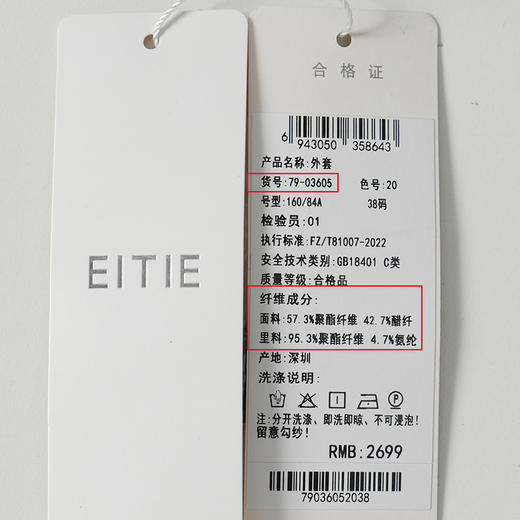 EITIE
合格证
6 943050 358643
产品名称:外套
货号:79-03605 色号:20
号型:160/84A 38码
检验员:01
执行标准:FZ/T81007-2022
安全技术类别:GB18401 C类
质量等级:合格品
纤维成分:
面料:57.3%聚酯纤维 42.7%醋纤
里料:95.3%聚酯纤维 4.7%氨纶
产地:深圳
洗涤说明:
注:分开洗涤、即洗即晾、不可浸泡!
留意勾纱!
RMB:2699
79036052038